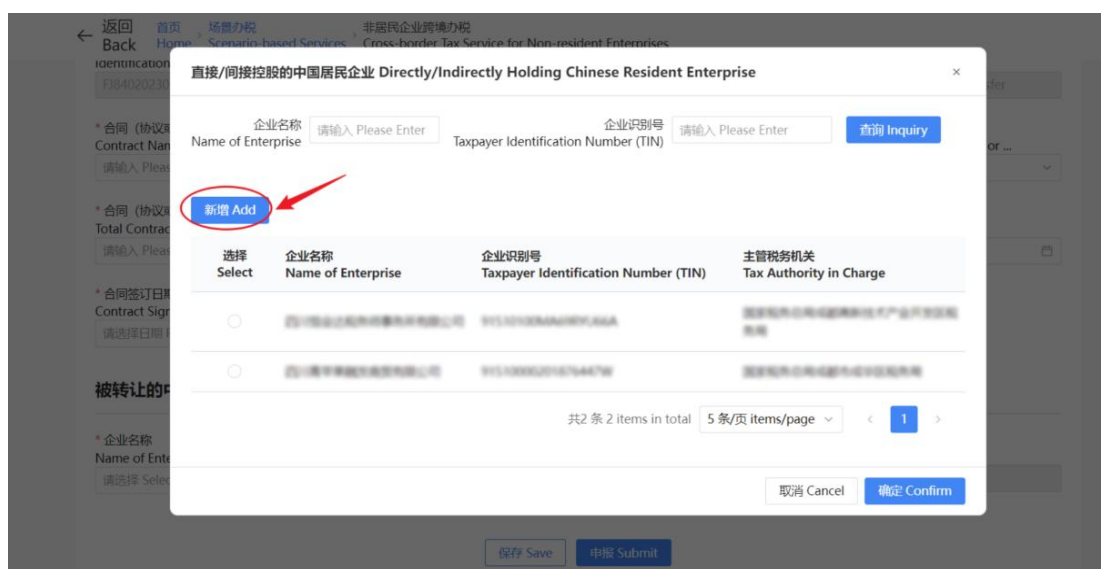 返回 首页 场景办税 非居民企业跨境办税
← Back Home › Scenario-based Services › Cross-border Tax Service for Non-resident Enterprises
直接/间接控股的中国居民企业 Directly/Indirectly Holding Chinese Resident Enterprise ×
企业名称 请输入 Please Enter 企业识别号 请输入 Please Enter 查询 Inquiry
Name of Enterprise Taxpayer Identification Number (TIN)
* 合同（协议
Contract Nan or ...
请输入 Pleas
新增 Add
* 合同（协议
Total Contrac
请输入 Pleas
选择 企业名称 企业识别号 主管税务机关
Select Name of Enterprise Taxpayer Identification Number (TIN) Tax Authority in Charge
* 合同签订日
Contract Sigr
请选择日期
被转让的
共2 条 2 items in total 5 条/页 items/page < 1 >
* 企业名称
Name of Ente
请选择 Selec
取消 Cancel 确定 Confirm
保存 Save 申报 Submit